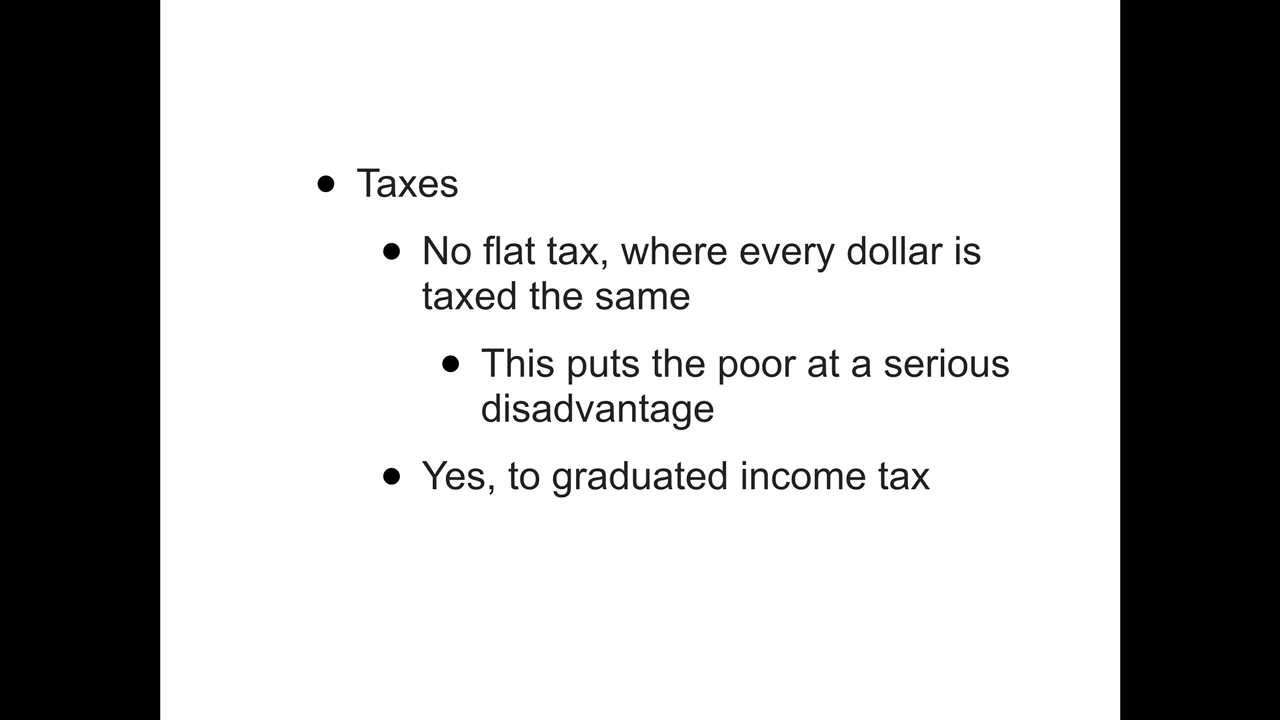 ● Taxes
● No flat tax, where every dollar is
taxed the same
● This puts the poor at a serious
disadvantage
● Yes, to graduated income tax